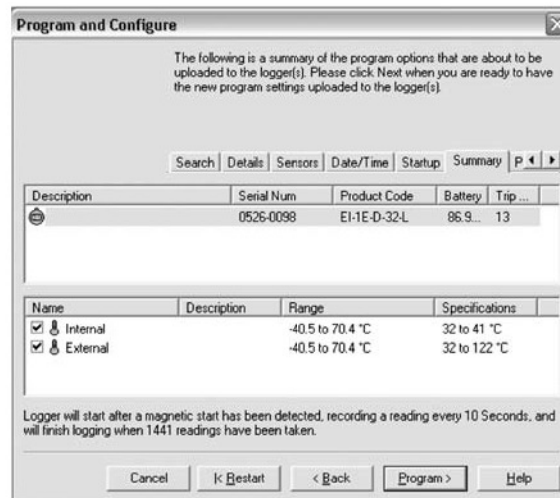 Program and Configure
The following is a summary of the program options that are about to be
uploaded to the logger(s). Please click Next when you are ready to have
the new program settings uploaded to the logger(s).
Search Details Sensors Date/Time Startup Summary P
Description Serial Num Product Code Battery Trip ...
0526-0098 EI-1E-D-32-L 86.9... 13
Name Description Range Specifications
Internal -40.5 to 70.4 °C 32 to 41 °C
External -40.5 to 70.4 °C 32 to 122 °C
Logger will start after a magnetic start has been detected, recording a reading every 10 Seconds, and
will finish logging when 1441 readings have been taken.
Cancel |< Restart < Back Program > Help